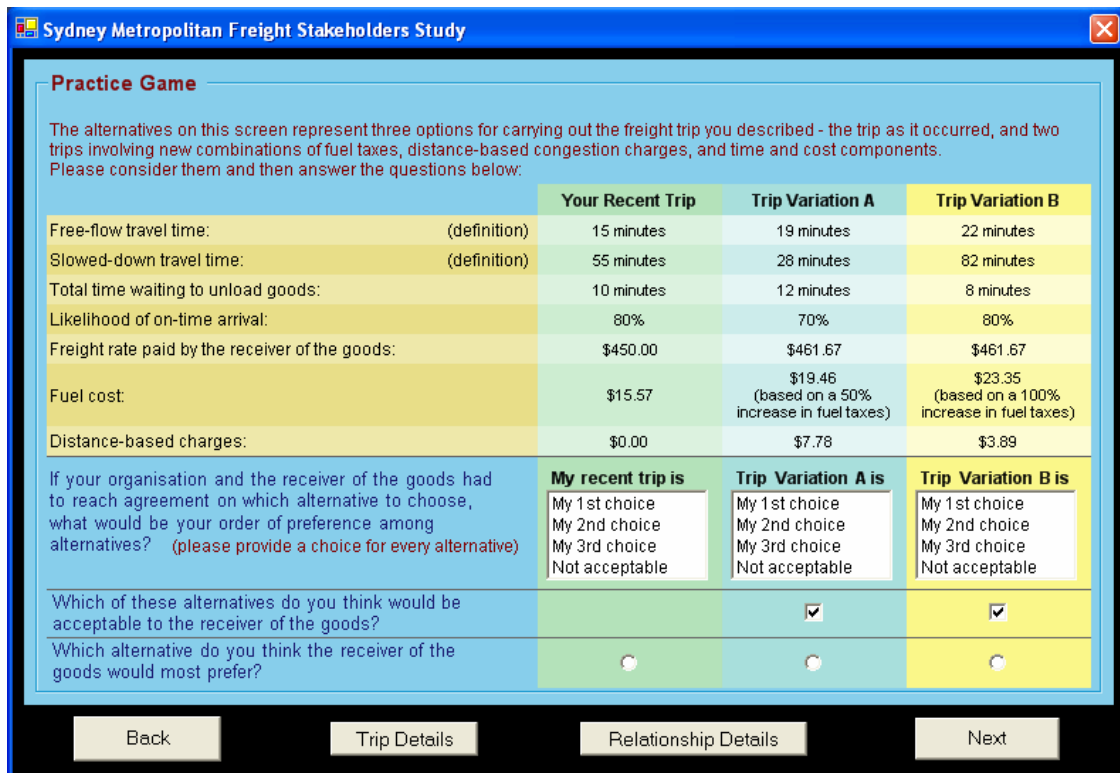 Sydney Metropolitan Freight Stakeholders Study
Practice Game
The alternatives on this screen represent three options for carrying out the freight trip you described - the trip as it occurred, and two
trips involving new combinations of fuel taxes, distance-based congestion charges, and time and cost components.
Please consider them and then answer the questions below:
Your Recent Trip Trip Variation A Trip Variation B
Free-flow travel time: (definition) 15 minutes 19 minutes 22 minutes
Slowed-down travel time: (definition) 55 minutes 28 minutes 82 minutes
Total time waiting to unload goods: 10 minutes 12 minutes 8 minutes
Likelihood of on-time arrival: 80% 70% 80%
Freight rate paid by the receiver of the goods: $450.00 $461.67 $461.67
Fuel cost: $15.57 $19.46 $23.35
(based on a 50% (based on a 100%
increase in fuel taxes) increase in fuel taxes)
Distance-based charges: $0.00 $7.78 $3.89
If your organisation and the receiver of the goods had
to reach agreement on which alternative to choose,
what would be your order of preference among
alternatives? (please provide a choice for every alternative)
My recent trip is
My 1st choice
My 2nd choice
My 3rd choice
Not acceptable
Trip Variation A is
My 1st choice
My 2nd choice
My 3rd choice
Not acceptable
Trip Variation B is
My 1st choice
My 2nd choice
My 3rd choice
Not acceptable
Which of these alternatives do you think would be
acceptable to the receiver of the goods?
Which alternative do you think the receiver of the
goods would most prefer?
Back Trip Details Relationship Details Next